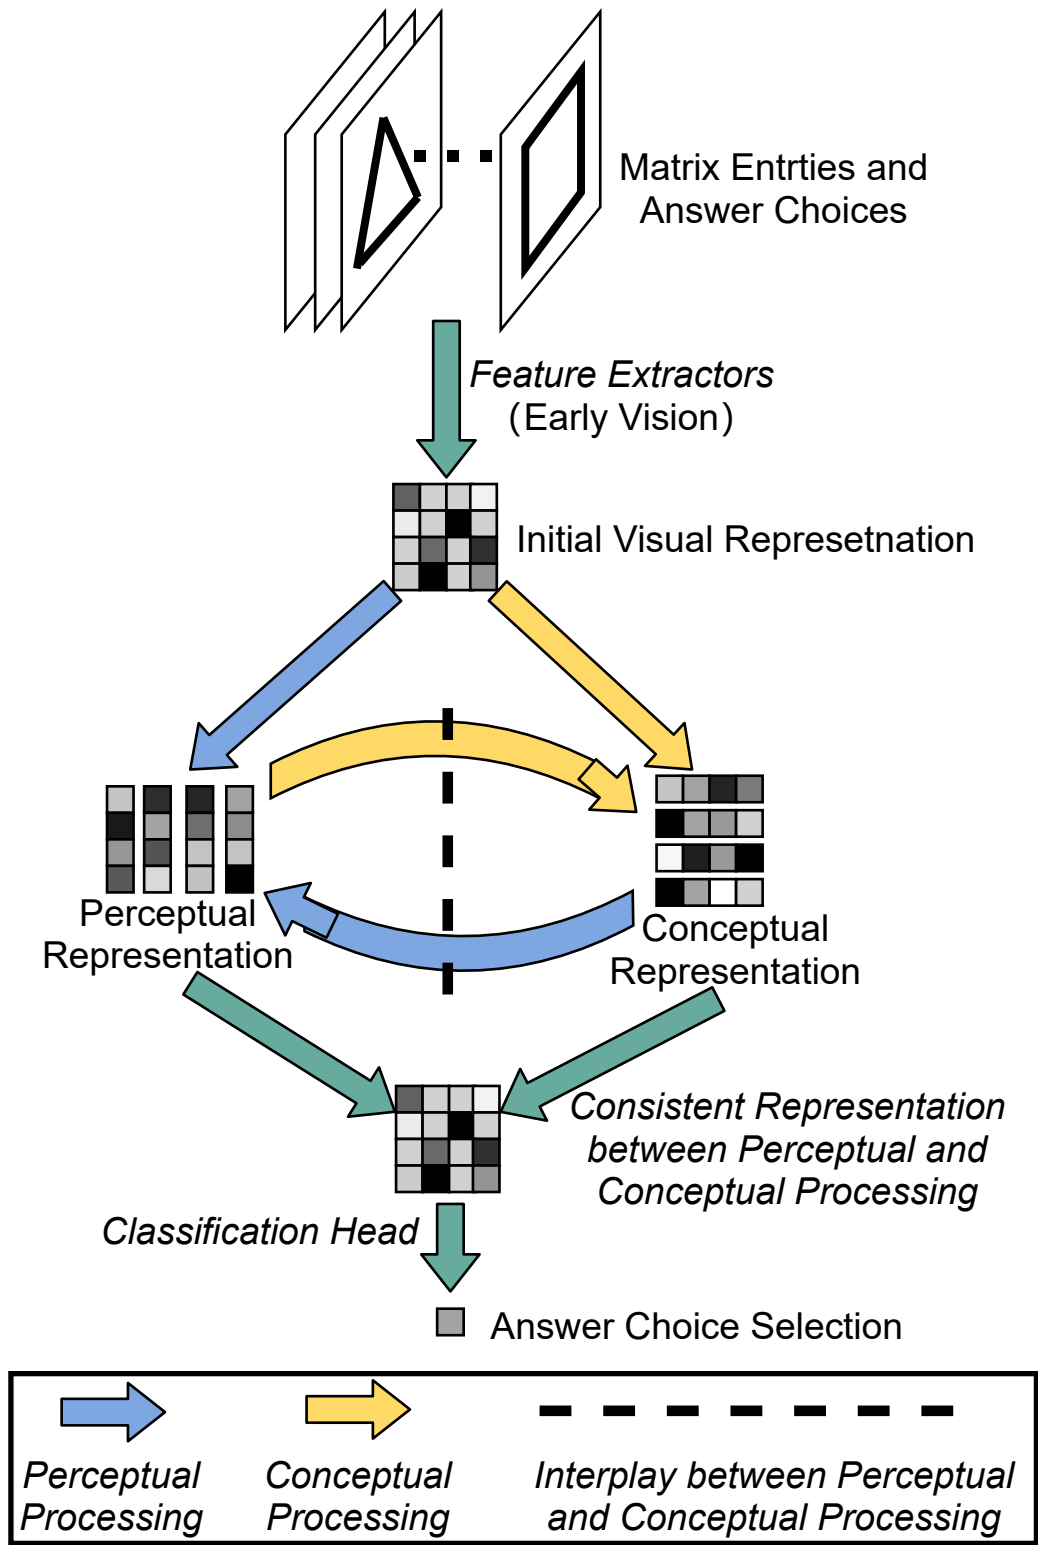 Matrix Entrties and
Answer Choices
Feature Extractors
(Early Vision)
Initial Visual Represetnation
Perceptual
Representation
Conceptual
Representation
Consistent Representation
between Perceptual and
Conceptual Processing
Classification Head
Answer Choice Selection
Perceptual
Processing
Conceptual
Processing
Interplay between Perceptual
and Conceptual Processing